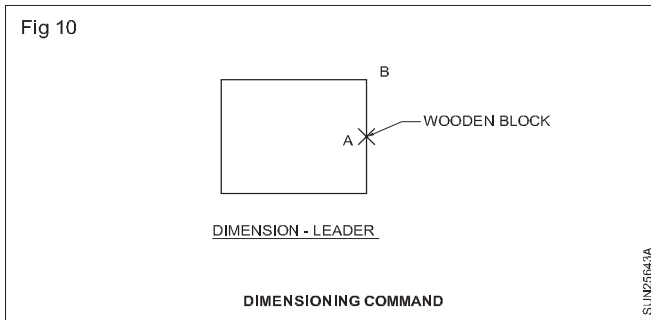 Fig 10
B
A
WOODEN BLOCK
DIMENSION - LEADER
DIMENSIONING COMMAND
SUN25643A